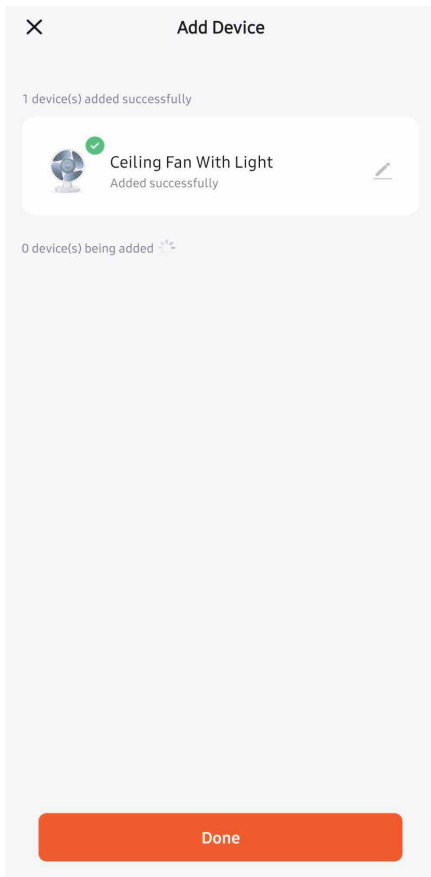 Add Device
1 device(s) added successfully
Ceiling Fan With Light
Added successfully
0 device(s) being added
Done